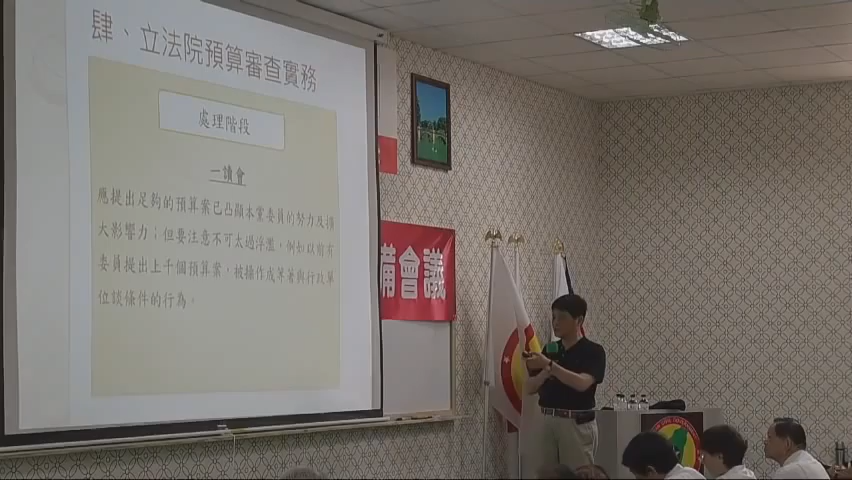 肆、立法院預算審查實務
處理階段
一讀會
應提出足夠的預算案已凸顯本黨委員的努力及擴
大影響力；但要注意不可太過浮濫，例如以前有
委員提出上千個預算案，被操作成等著與行政單
位談條件的行為。
備會議